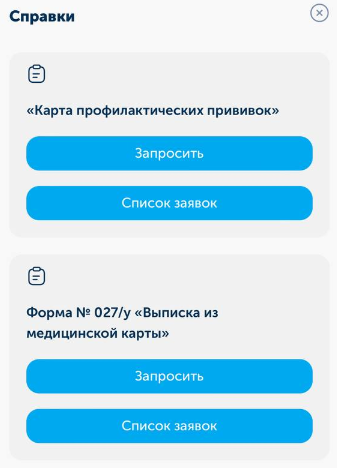 Справки
«Карта профилактических прививок»
Запросить
Список заявок
Форма № 027/у «Выписка из
медицинской карты»
Запросить
Список заявок